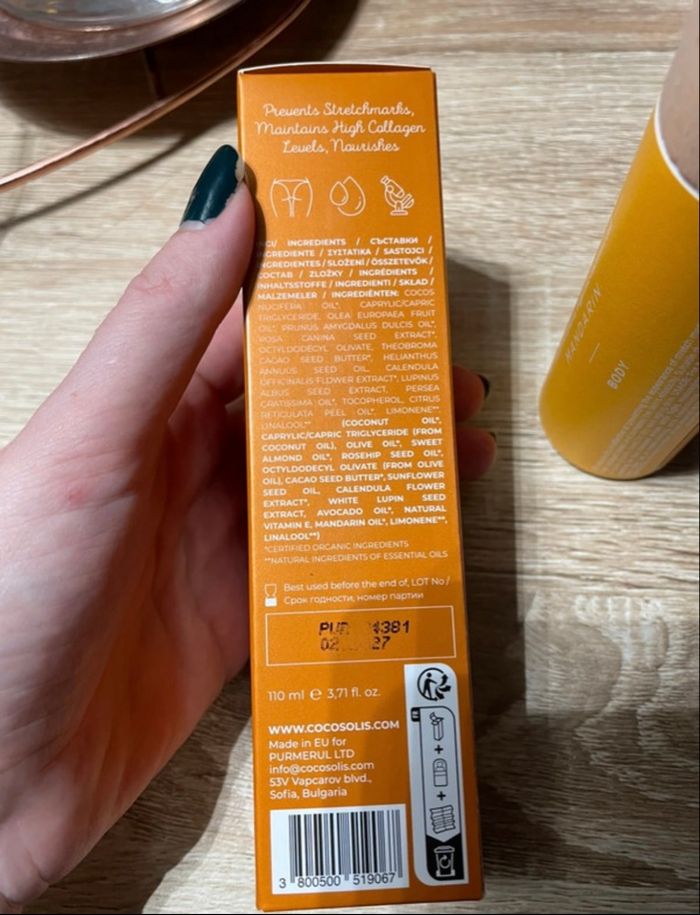 Prevents Stretchmarks,
Maintains High Collagen
Levels, Nourishes
INGREDIENTS / СЪСТАВКИ /
INGREDIENTE / ΣΥΣΤΑΤΙΚΑ / SASTOJCI /
INGREDIENTES / SLOŽENÍ / ÖSSZETEVŐK /
СОСТАВ / ZLOŽKY / INGRÉDIENTS /
INHALTSSTOFFE / INGREDIENTI / SKŁAD /
MALZEMELER / INGREDIËNTEN: COCOS
NUCIFERA OIL*, CAPRYLIC/CAPRIC
TRIGLYCERIDE, OLEA EUROPAEA FRUIT
OIL*, PRUNUS AMYGDALUS DULCIS OIL*,
ROSA CANINA SEED EXTRACT*,
OCTYLDODECYL OLIVATE, THEOBROMA
CACAO SEED BUTTER*, HELIANTHUS
ANNUUS SEED OIL, CALENDULA
OFFICINALIS FLOWER EXTRACT*, LUPINUS
ALBUS SEED EXTRACT, PERSEA
GRATISSIMA OIL*, TOCOPHEROL, CITRUS
RETICULATA PEEL OIL*, LIMONENE**,
LINALOOL** (COCONUT OIL*,
CAPRYLIC/CAPRIC TRIGLYCERIDE (FROM
COCONUT OIL), OLIVE OIL*, SWEET
ALMOND OIL*, ROSEHIP SEED OIL*,
OCTYLDODECYL OLIVATE (FROM OLIVE
OIL), CACAO SEED BUTTER*, SUNFLOWER
SEED OIL, CALENDULA FLOWER
EXTRACT*, WHITE LUPIN SEED
EXTRACT, AVOCADO OIL*, NATURAL
VITAMIN E, MANDARIN OIL*, LIMONENE**,
LINALOOL**)
*CERTIFIED ORGANIC INGREDIENTS
**NATURAL INGREDIENTS OF ESSENTIAL OILS
Best used before the end of, LOT No /
Срок годности, номер партии
110 ml ℮ 3,71 fl. oz.
WWW.COCOSOLIS.COM
Made in EU for
PURMERUL LTD
info@cocosolis.com
53V Vapcarov blvd.,
Sofia, Bulgaria
3 800500 519067
FR
+
+
MANDARIN
BODY